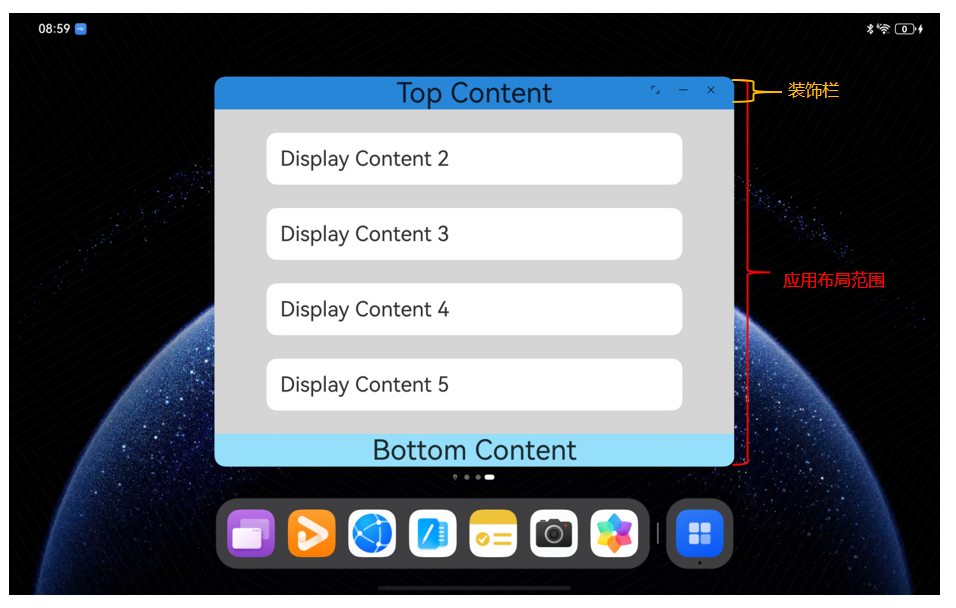 08:59
0
Top Content
装饰栏
Display Content 2
Display Content 3
应用布局范围
Display Content 4
Display Content 5
Bottom Content